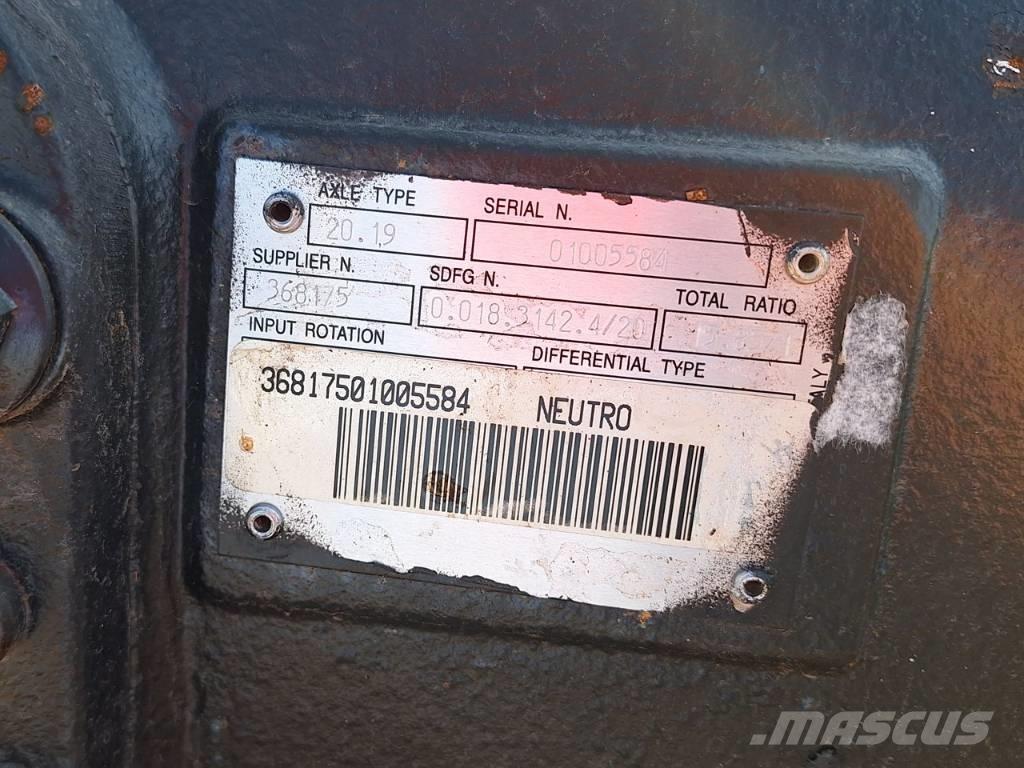 AXLE TYPE
SERIAL N.
20.19
01005584
SUPPLIER N.
SDFG N.
TOTAL RATIO
368175
0.018.3142.4/20
INPUT ROTATION
DIFFERENTIAL TYPE
36817501005584 NEUTRO
MASCUS